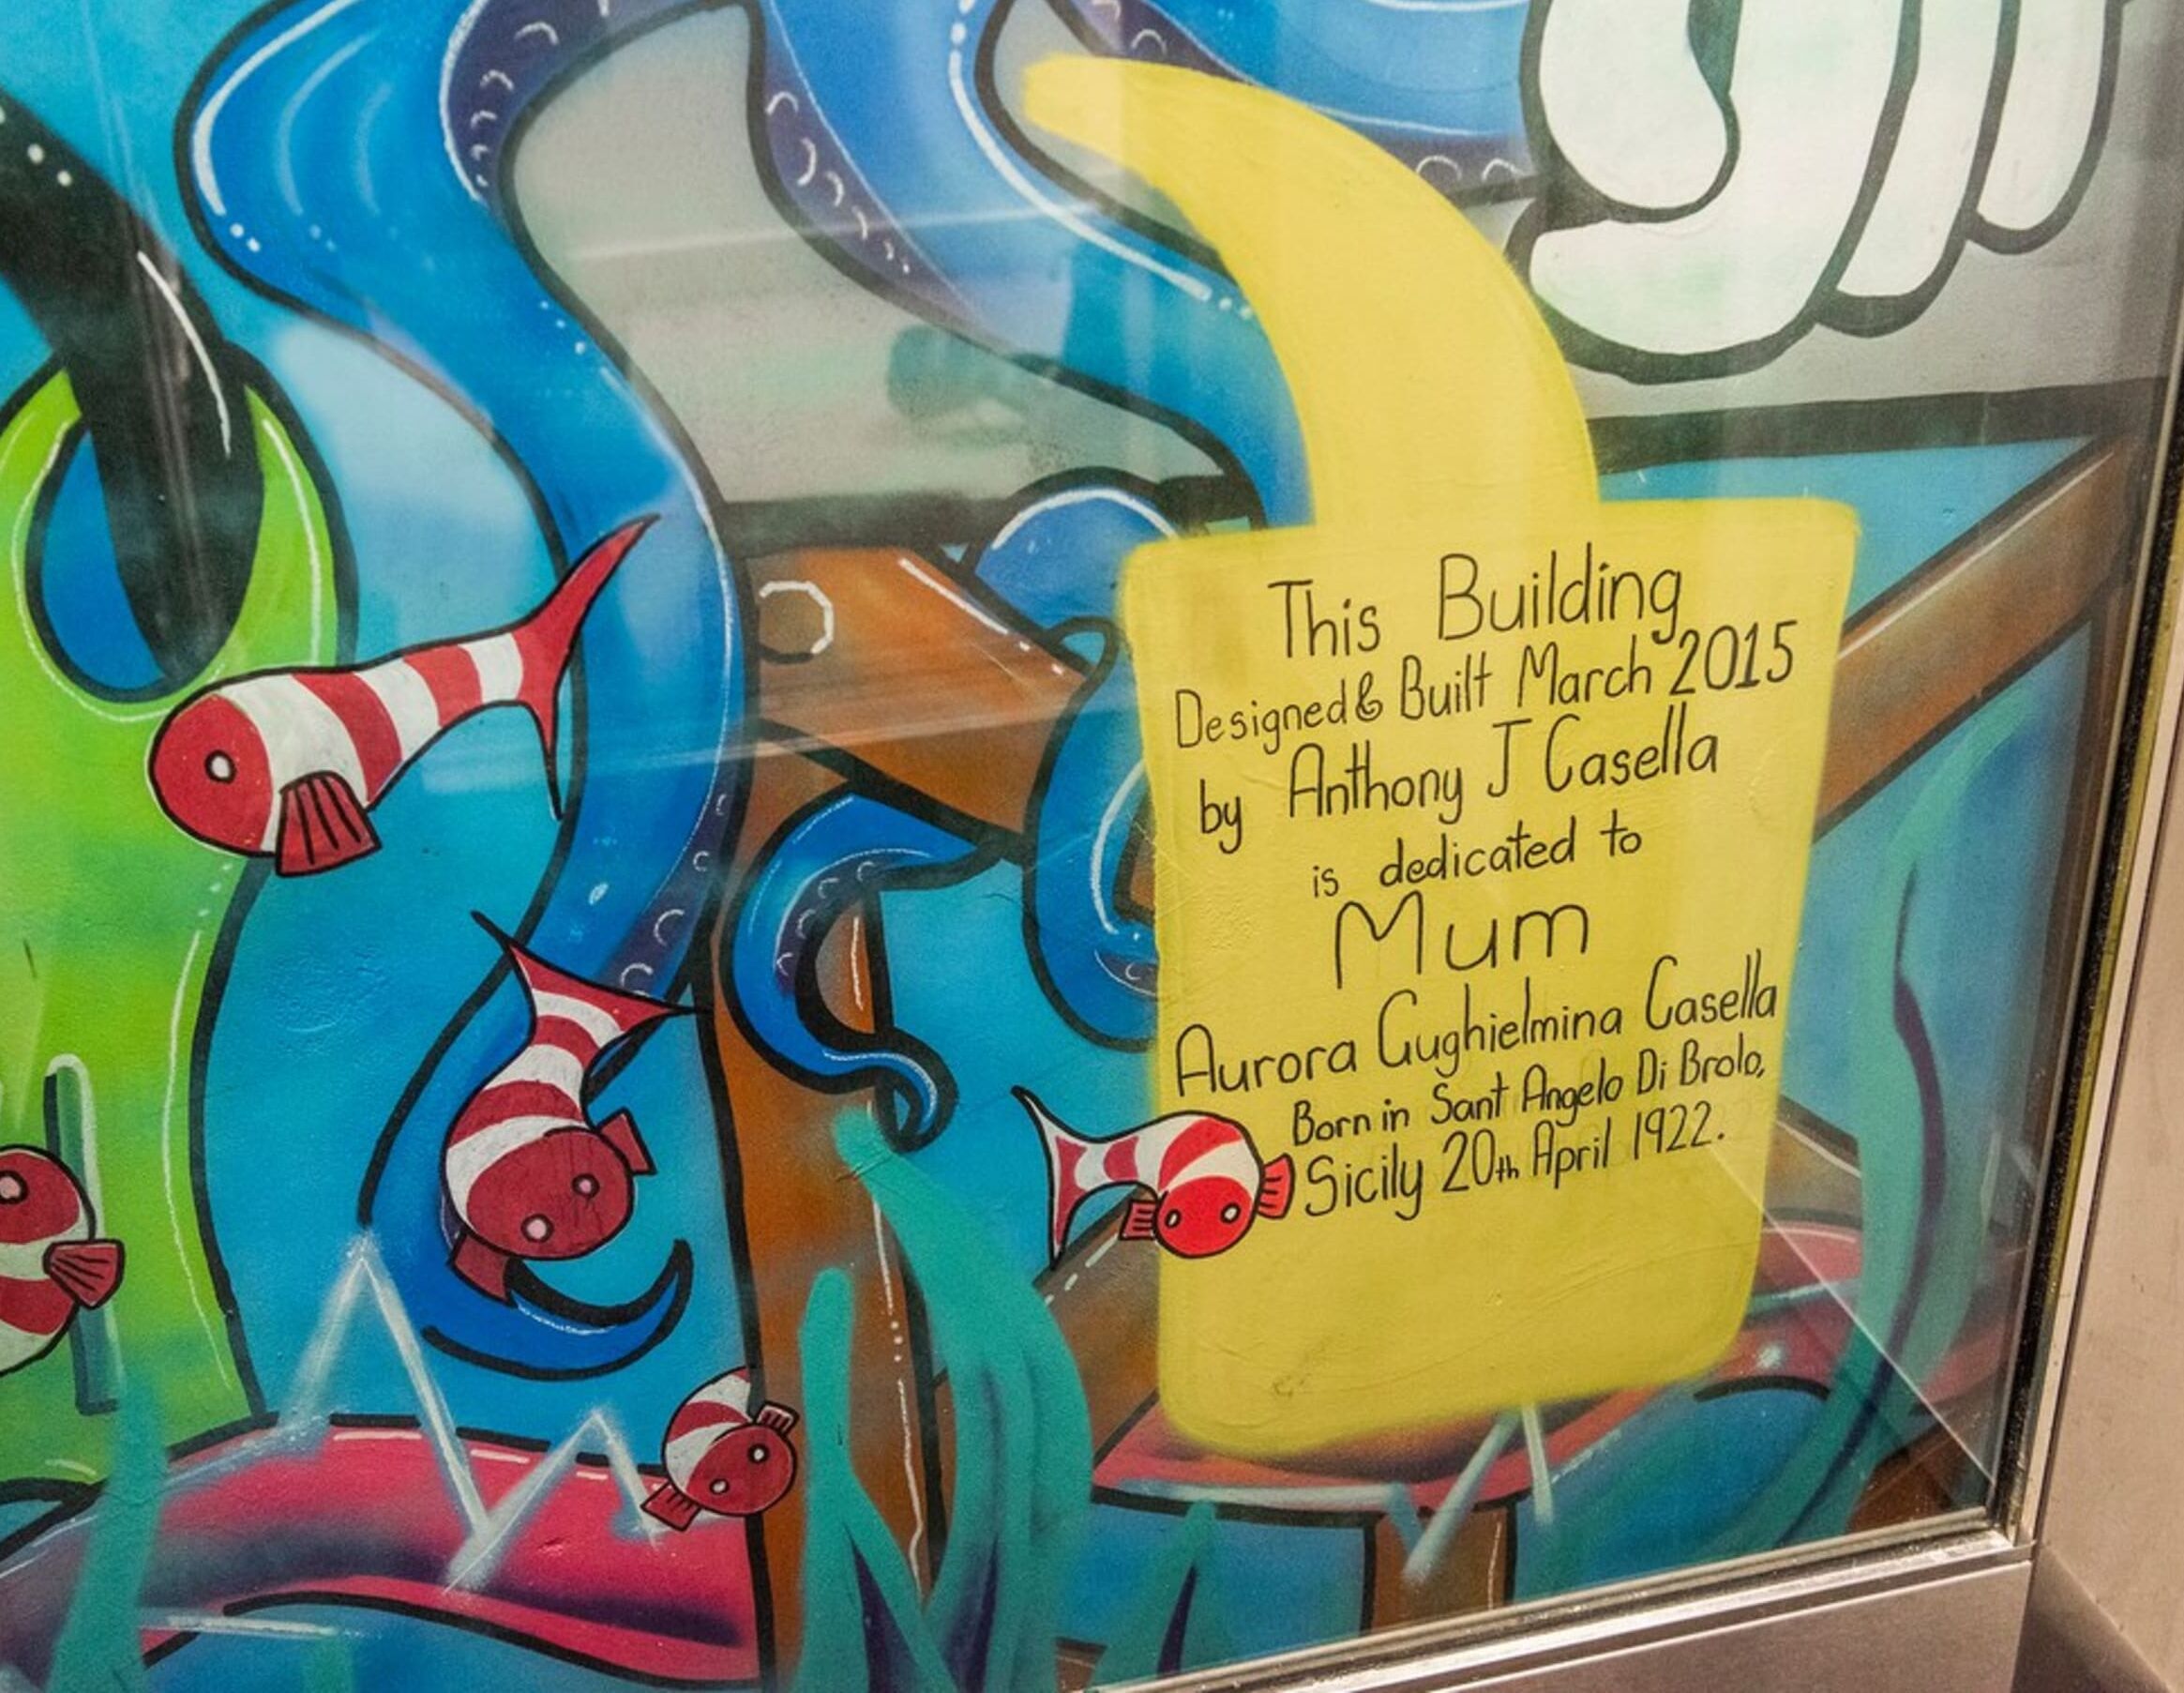 This Building
Designed & Built March 2015
by Anthony J Casella
is dedicated to
Mum
Aurora Gughielmina Casella
Born in Sant Angelo Di Brolo,
Sicily 20th April 1922.